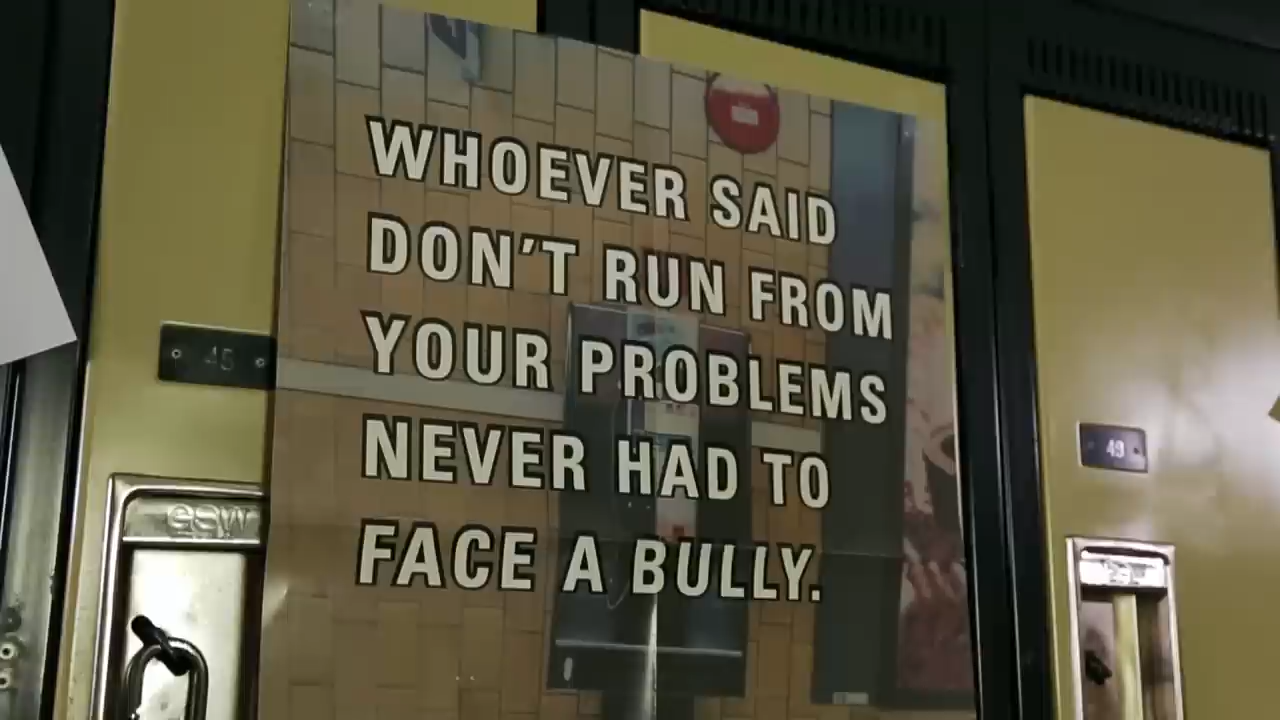 WHOEVER SAID
DON'T RUN FROM
YOUR PROBLEMS
NEVER HAD TO
FACE A BULLY.
45
49